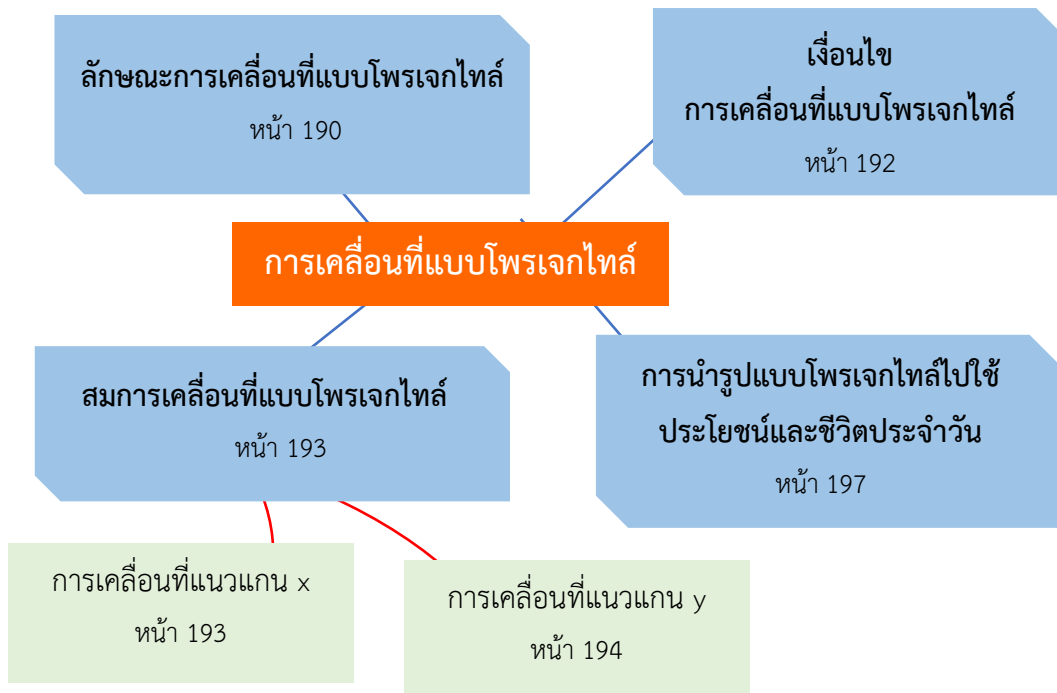 ลักษณะการเคลื่อนที่แบบโพรเจกไทล์
หน้า 190
เงื่อนไข
การเคลื่อนที่แบบโพรเจกไทล์
หน้า 192
การเคลื่อนที่แบบโพรเจกไทล์
สมการเคลื่อนที่แบบโพรเจกไทล์
หน้า 193
การนำรูปแบบโพรเจกไทล์ไปใช้
ประโยชน์และชีวิตประจำวัน
หน้า 197
การเคลื่อนที่แนวแกน x
หน้า 193
การเคลื่อนที่แนวแกน y
หน้า 194